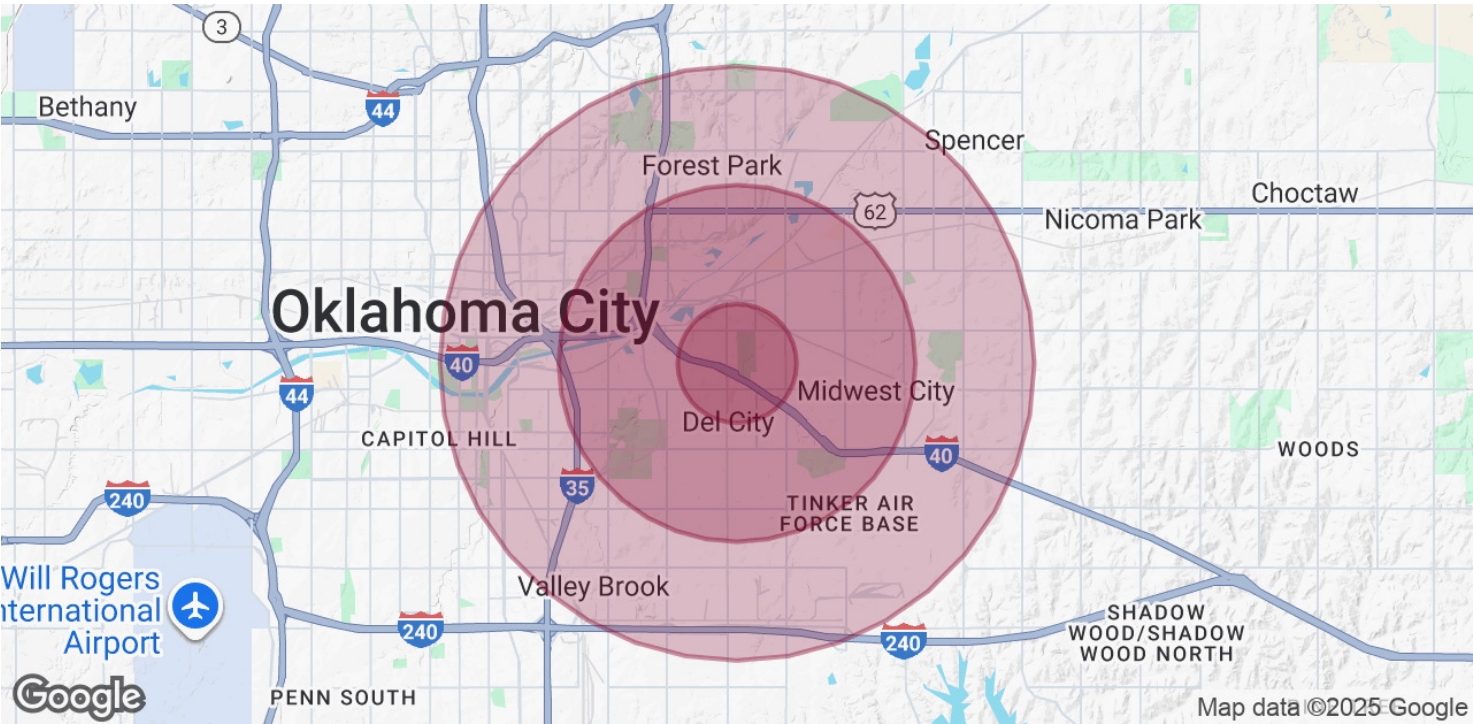 3
Bethany
44
Spencer
Forest Park
Choctaw
62
Nicoma Park
Oklahoma City
40
44
Midwest City
Del City
CAPITOL HILL
40
WOODS
35
240
TINKER AIR
FORCE BASE
Will Rogers
nternational
Airport
Valley Brook
SHADOW
WOOD/SHADOW
WOOD NORTH
240
240
PENN SOUTH
Google
Map data ©2025 Google